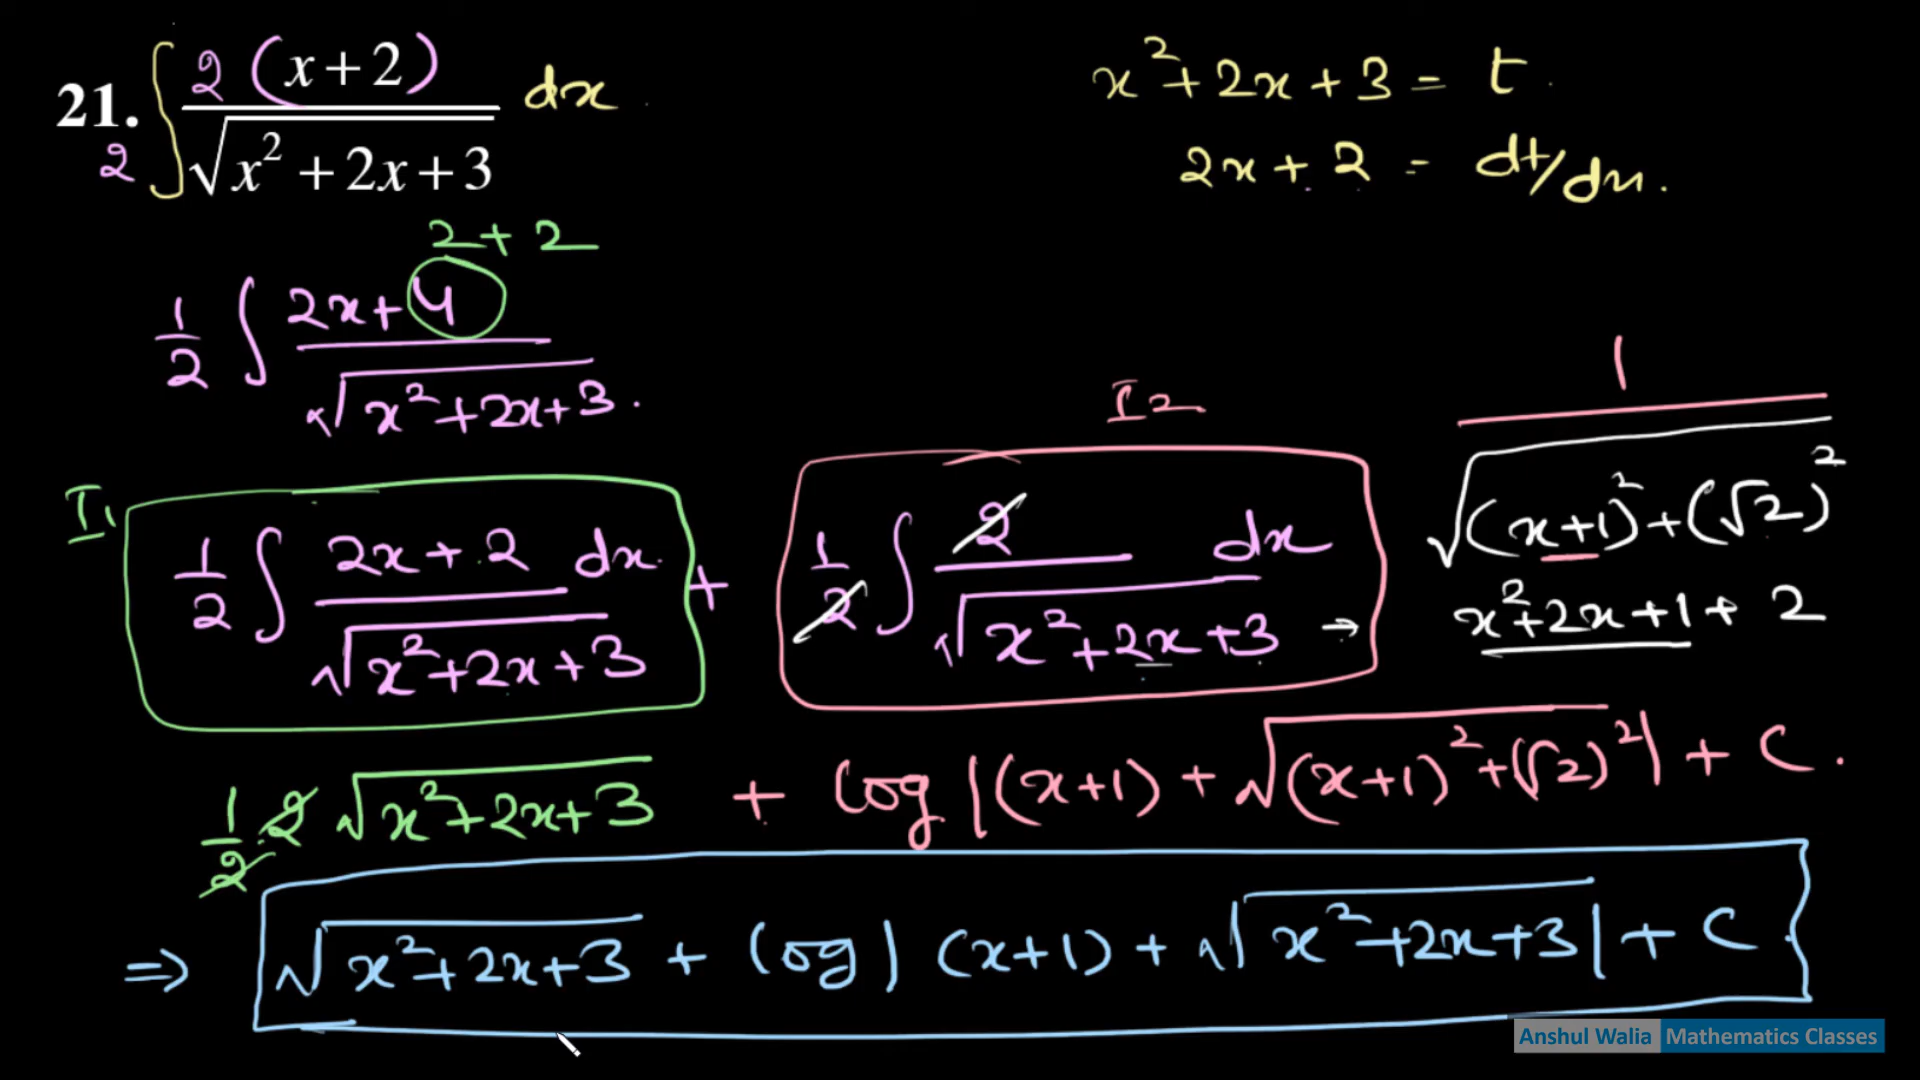 21. ∫ 2(x+2) / √(x²+2x+3) dx
2
x²+2x+3 = t
2x+2 = dt/dx.
2+2
1/2 ∫ 2x+4 / √(x²+2x+3).
I₁
1/2 ∫ 2x+2 / √(x²+2x+3) dx. +
I2
1/2 ∫ 2 / √(x²+2x+3) dx →
1 / √((x+1)²+(√2)²)
x²+2x+1+2
1/2 . 2 √(x²+2x+3) + log |(x+1)+√((x+1)²+(√2)²)| + C.
⇒ √(x²+2x+3) + log |(x+1)+√(x²+2x+3)| + C.
Anshul Walia Mathematics Classes